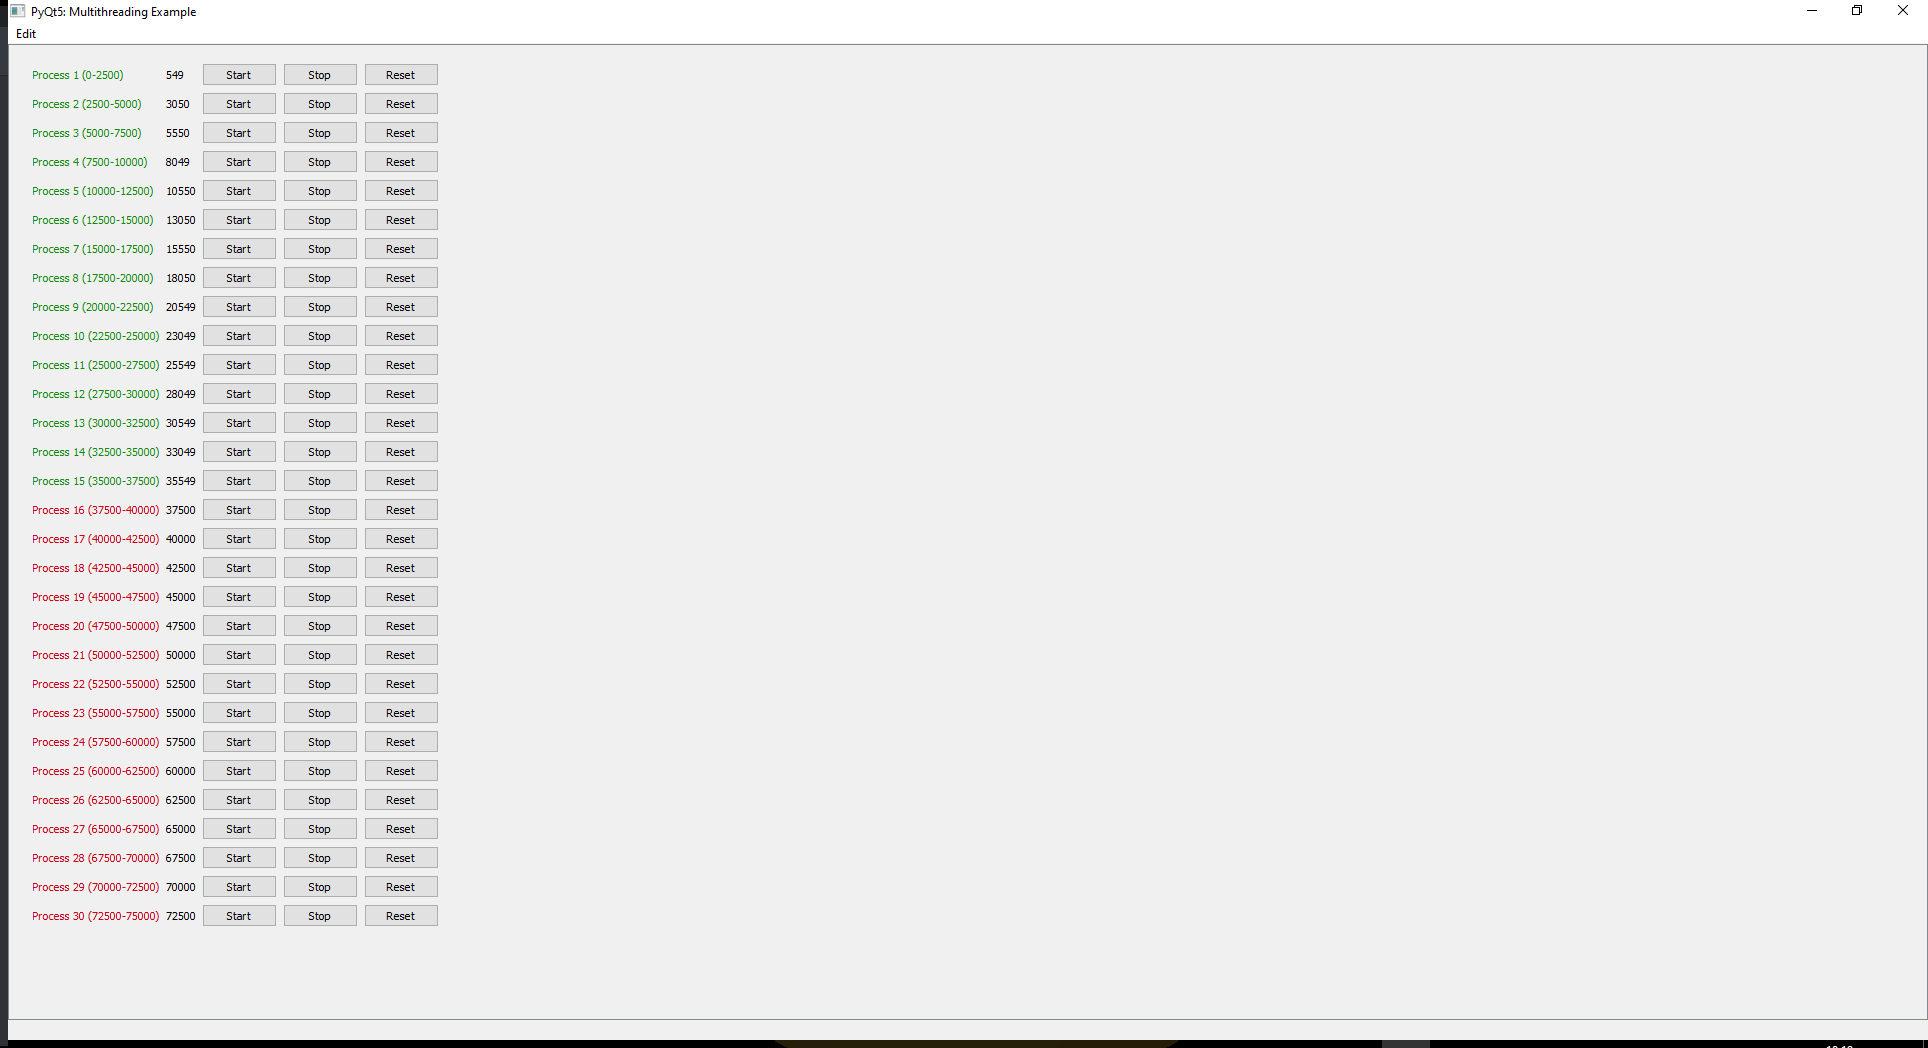 PyQt5: Multithreading Example
Edit
Process 1 (0-2500) 549 Start Stop Reset
Process 2 (2500-5000) 3050 Start Stop Reset
Process 3 (5000-7500) 5550 Start Stop Reset
Process 4 (7500-10000) 8049 Start Stop Reset
Process 5 (10000-12500) 10550 Start Stop Reset
Process 6 (12500-15000) 13050 Start Stop Reset
Process 7 (15000-17500) 15550 Start Stop Reset
Process 8 (17500-20000) 18050 Start Stop Reset
Process 9 (20000-22500) 20549 Start Stop Reset
Process 10 (22500-25000) 23049 Start Stop Reset
Process 11 (25000-27500) 25549 Start Stop Reset
Process 12 (27500-30000) 28049 Start Stop Reset
Process 13 (30000-32500) 30549 Start Stop Reset
Process 14 (32500-35000) 33049 Start Stop Reset
Process 15 (35000-37500) 35549 Start Stop Reset
Process 16 (37500-40000) 37500 Start Stop Reset
Process 17 (40000-42500) 40000 Start Stop Reset
Process 18 (42500-45000) 42500 Start Stop Reset
Process 19 (45000-47500) 45000 Start Stop Reset
Process 20 (47500-50000) 47500 Start Stop Reset
Process 21 (50000-52500) 50000 Start Stop Reset
Process 22 (52500-55000) 52500 Start Stop Reset
Process 23 (55000-57500) 55000 Start Stop Reset
Process 24 (57500-60000) 57500 Start Stop Reset
Process 25 (60000-62500) 60000 Start Stop Reset
Process 26 (62500-65000) 62500 Start Stop Reset
Process 27 (65000-67500) 65000 Start Stop Reset
Process 28 (67500-70000) 67500 Start Stop Reset
Process 29 (70000-72500) 70000 Start Stop Reset
Process 30 (72500-75000) 72500 Start Stop Reset